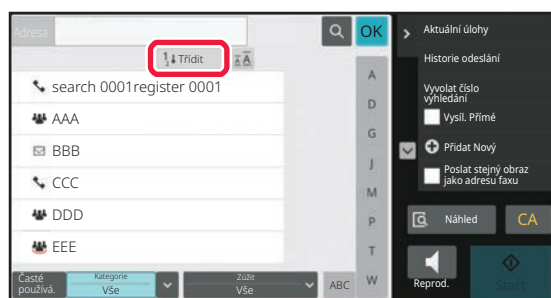 Adresa
OK
Třídit
search 0001register 0001
AAA
BBB
CCC
DDD
EEE
A
D
G
J
M
P
T
W
Časté
používá.
Kategorie
Vše
Zúžit
Vše
ABC
Aktuální úlohy
Historie odeslání
Vyvolat číslo
vyhledání
Vysíl. Přímé
Přidat Nový
Poslat stejný obraz
jako adresu faxu
Náhled
CA
Reprod.
Start